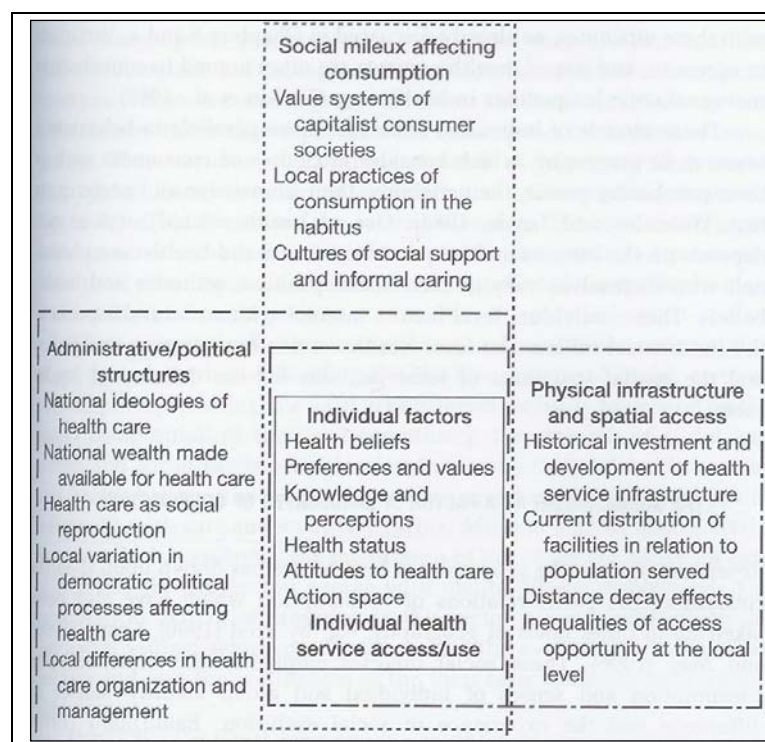 Social mileux affecting
consumption
Value systems of
capitalist consumer
societies
Local practices of
consumption in the
habitus
Cultures of social support
and informal caring
Administrative/political
structures
National ideologies of
health care
National wealth made
available for health care
Health care as social
reproduction
Local variation in
democratic political
processes affecting
health care
Local differences in health
care organization and
management
Individual factors
Health beliefs
Preferences and values
Knowledge and
perceptions
Health status
Attitudes to health care
Action space
Individual health
service access/use
Physical infrastructure
and spatial access
Historical investment and
development of health
service infrastructure
Current distribution of
facilities in relation to
population served
Distance decay effects
Inequalities of access
opportunity at the local
level